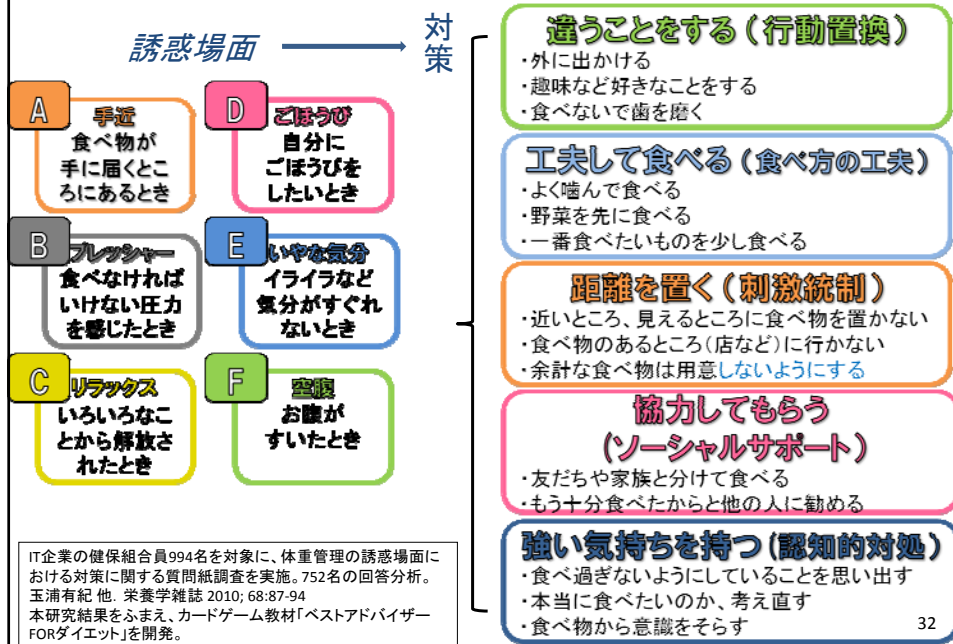 誘惑場面
対
策
A
手近
食べ物が
手に届くとこ
ろにあるとき
D
ごほうび
自分に
ごほうびを
したいとき
B
プレッシャー
食べなければ
いけない圧力
を感じたとき
E
いやな気分
イライラなど
気分がすぐれ
ないとき
C
リラックス
いろいろなこ
とから解放さ
れたとき
F
空腹
お腹が
すいたとき
違うことをする(行動置換)
・外に出かける
・趣味など好きなことをする
・食べないで歯を磨く
工夫して食べる(食べ方の工夫)
・よく噛んで食べる
・野菜を先に食べる
・一番食べたいものを少し食べる
距離を置く(刺激統制)
・近いところ、見えるところに食べ物を置かない
・食べ物のあるところ(店など)に行かない
・余計な食べ物は用意しないようにする
協力してもらう
(ソーシャルサポート)
・友だちや家族と分けて食べる
・もう十分食べたからと他の人に勧める
強い気持ちを持つ(認知的対処)
・食べ過ぎないようにしていることを思い出す
・本当に食べたいのか、考え直す
・食べ物から意識をそらす
IT企業の健保組合員994名を対象に、体重管理の誘惑場面に
おける対策に関する質問紙調査を実施。752名の回答分析。
玉浦有紀 他. 栄養学雑誌 2010; 68:87-94
本研究結果をふまえ、カードゲーム教材「ベストアドバイザー
FORダイエット」を開発。
32